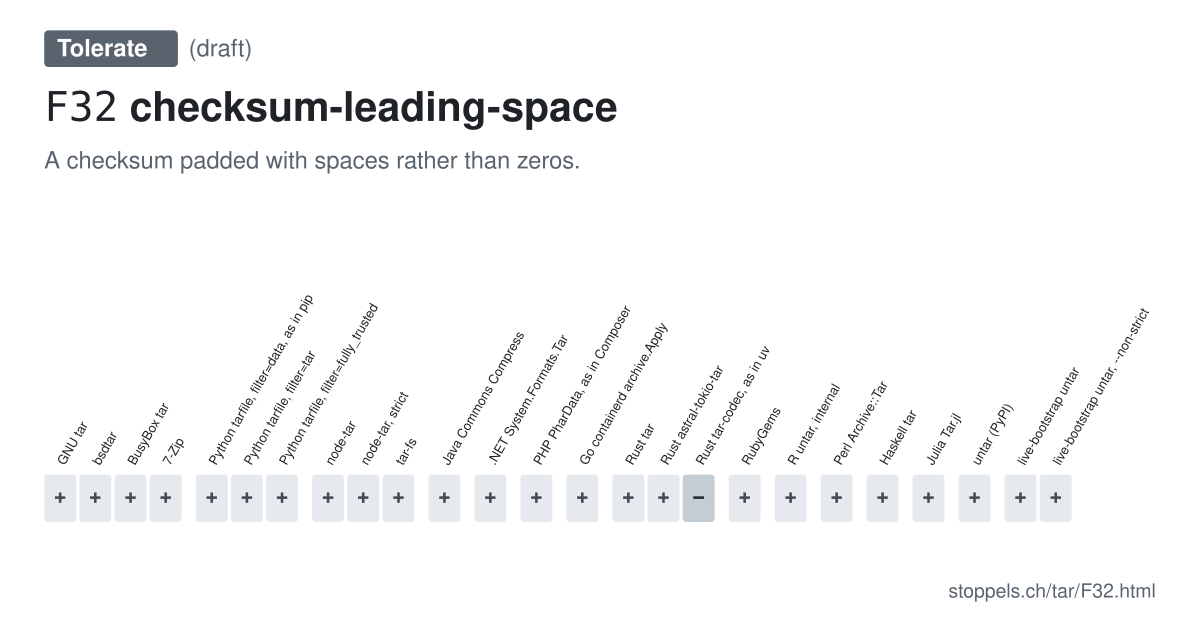 Tolerate (draft)
F32 checksum-leading-space
A checksum padded with spaces rather than zeros.
GNU tar
bsdtar
BusyBox tar
7-Zip
Python tarfile, filter=data, as in pip
Python tarfile, filter=tar
Python tarfile, filter=fully_trusted
node-tar
node-tar, strict
tar-fs
Java Commons Compress
.NET System.Formats.Tar
PHP PharData, as in Composer
Go containerd archive.Apply
Rust tar
Rust astral-tokio-tar
Rust tar-codec, as in uv
RubyGems
R untar, internal
Perl Archive::Tar
Haskell tar
Julia Tar.jl
untar (PyPI)
live-bootstrap untar
live-bootstrap untar, --non-strict
+ + + + + + + + + + + + + + + + − + + + + + + + +
stoppels.ch/tar/F32.html